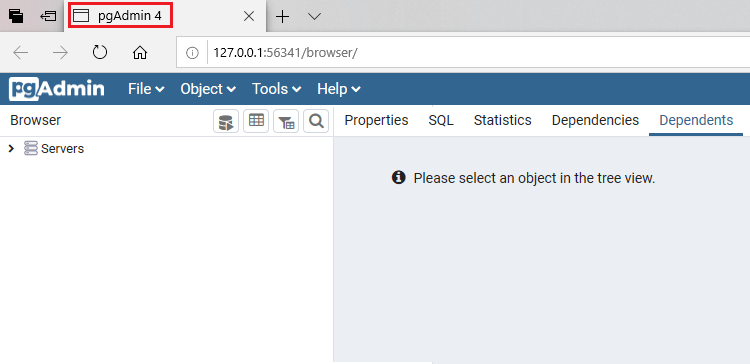 pgAdmin 4
127.0.0.1:56341/browser/
pgAdmin File Object Tools Help
Browser Properties SQL Statistics Dependencies Dependents
Servers
Please select an object in the tree view.